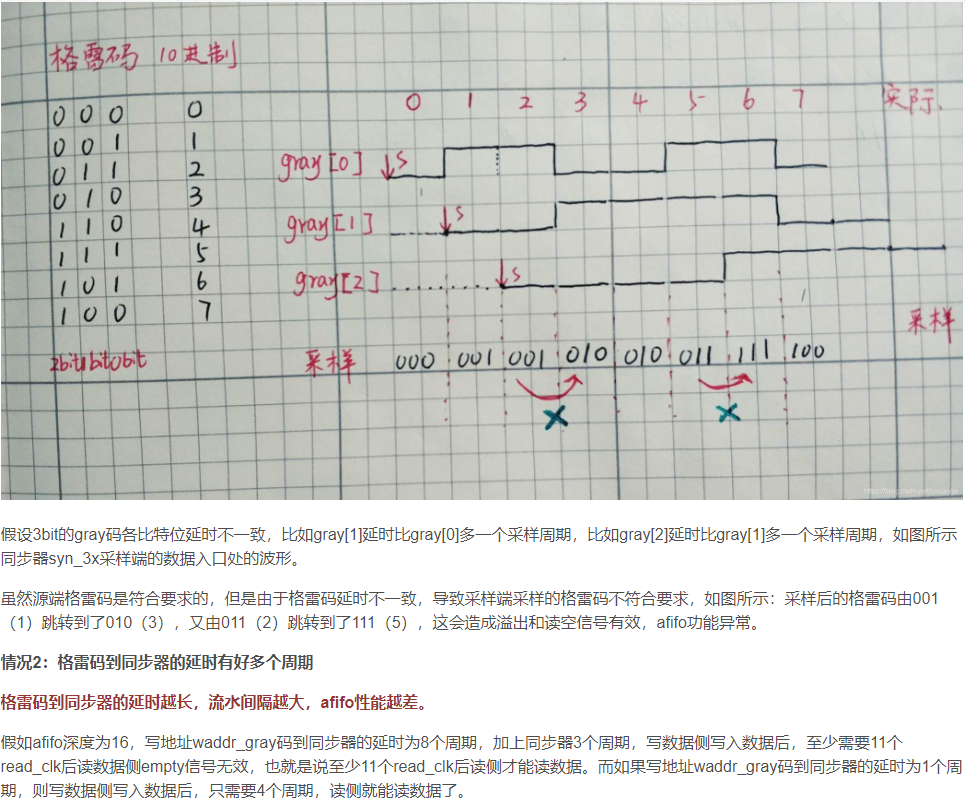 格雷码 10进制
0 0 0 0
0 0 1 1
0 1 1 2
0 1 0 3
1 1 0 4
1 1 1 5
1 0 1 6
1 0 0 7
2bit1bit0bit
0 1 2 3 4 5 6 7 实际.
gray[0] S
gray[1] S
gray[2] S
采样
采样 000 001 001 010 010 011 111 100
× ×
假设3bit的gray码各比特位延时不一致，比如gray[1]延时比gray[0]多一个采样周期，比如gray[2]延时比gray[1]多一个采样周期，如图所示
同步器syn_3x采样端的数据入口处的波形。
虽然源端格雷码是符合要求的，但是由于格雷码延时不一致，导致采样端采样的格雷码不符合要求，如图所示：采样后的格雷码由001
（1）跳转到了010（3），又由011（2）跳转到了111（5），这会造成溢出和读空信号有效，afifo功能异常。
情况2：格雷码到同步器的延时有好多个周期
格雷码到同步器的延时越长，流水间隔越大，afifo性能越差。
假如afifo深度为16，写地址waddr_gray码到同步器的延时为8个周期，加上同步器3个周期，写数据侧写入数据后，至少需要11个
read_clk后读数据侧empty信号无效，也就是说至少11个read_clk后读侧才能读数据。而如果写地址waddr_gray码到同步器的延时为1个周
期，则写数据侧写入数据后，只需要4个周期，读侧就能读数据了。